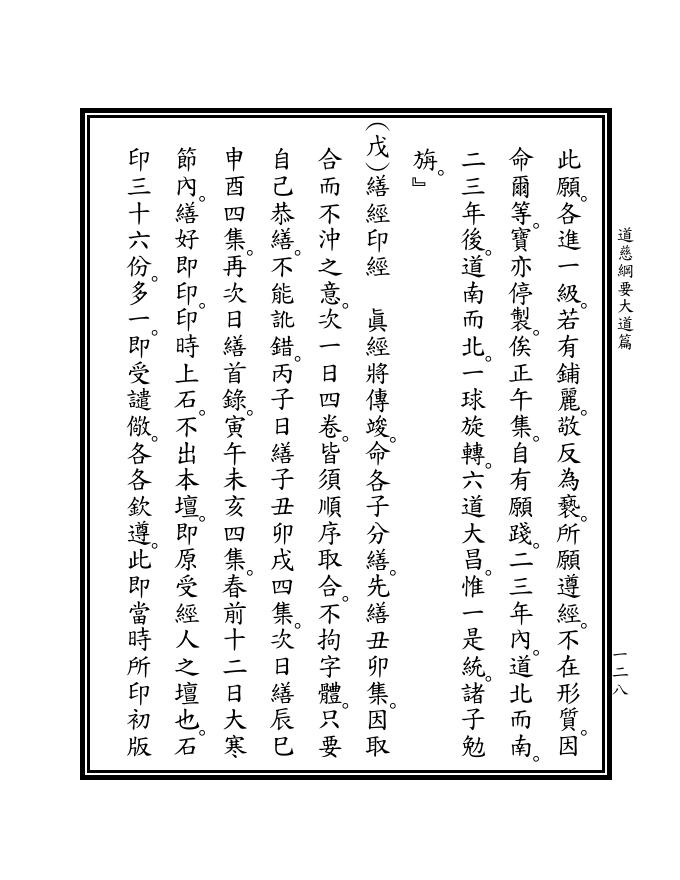 道慈綱要大道篇
一二八
此願。各進一級。若有鋪麗。敬反為褻。所願遵經。不在形質。因
命爾等。寶亦停製。俟正午集。自有願踐。二三年內。道北而南。
二三年後。道南而北。一球旋轉。六道大昌。惟一是統。諸子勉
旃。』
(戊)繕經印經　眞經將傳竣。命各子分繕。先繕丑卯集。因取
合而不沖之意。次一日四卷。皆須順序取合。不拘字體。只要
自己恭繕。不能訛錯。丙子日繕子丑卯戌四集。次日繕辰巳
申酉四集。再次日繕首錄。寅午未亥四集。春前十二日大寒
節內。繕好即印。印時上石。不出本壇。即原受經人之壇也。石
印三十六份。多一。即受譴儆。各各欽遵。此即當時所印初版